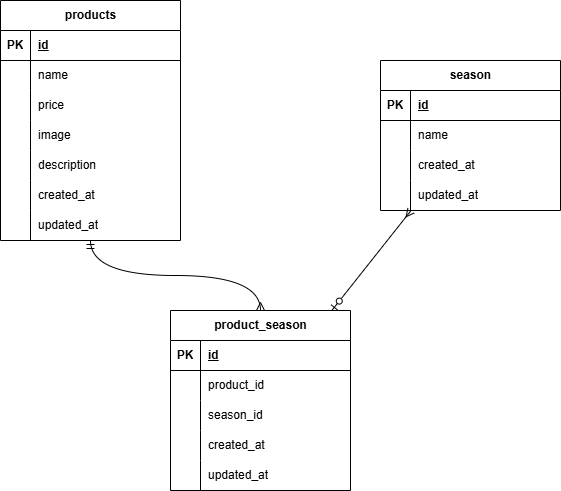 products
PK id
name
price
image
description
created_at
updated_at
season
PK id
name
created_at
updated_at
product_season
PK id
product_id
season_id
created_at
updated_at